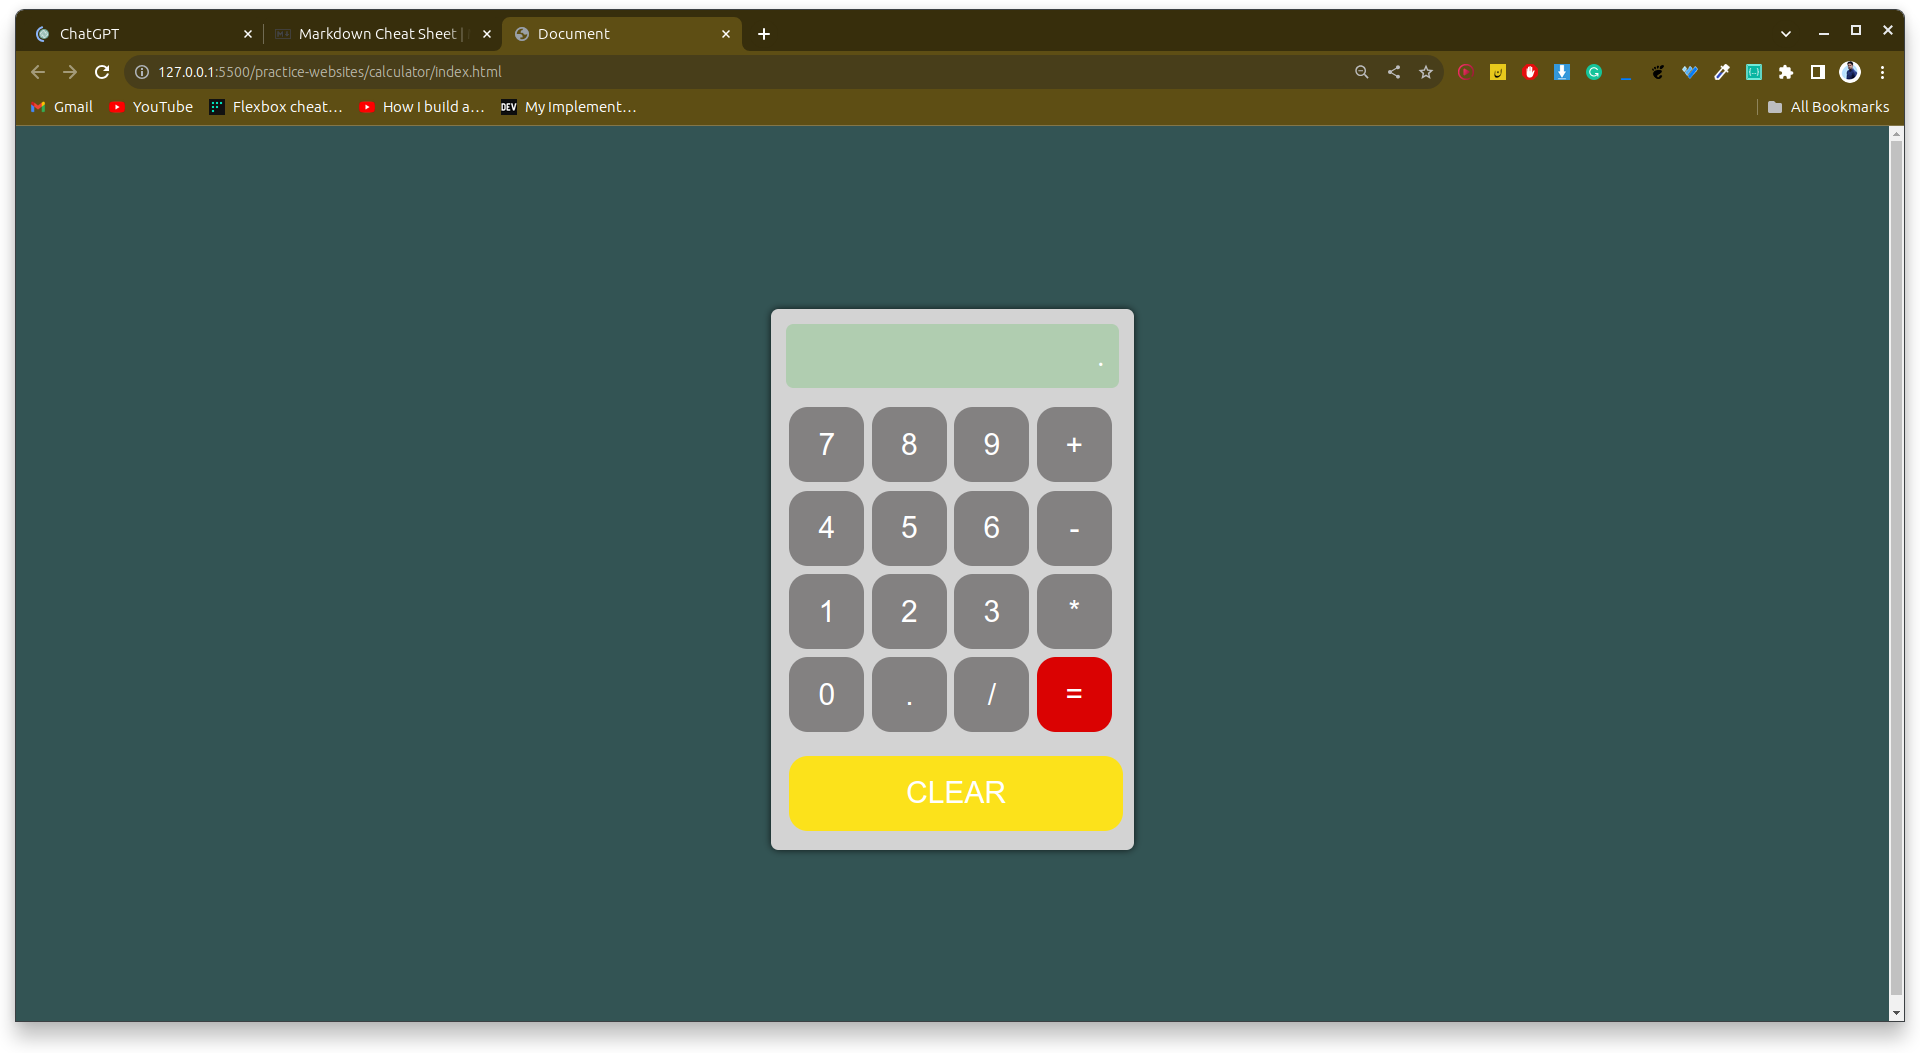 ChatGPT
Markdown Cheat Sheet |
Document
127.0.0.1:5500/practice-websites/calculator/index.html
Gmail
YouTube
Flexbox cheat...
How I build a...
DEV
My Implement...
All Bookmarks
.
7 8 9 +
4 5 6 -
1 2 3 *
0 . / =
CLEAR